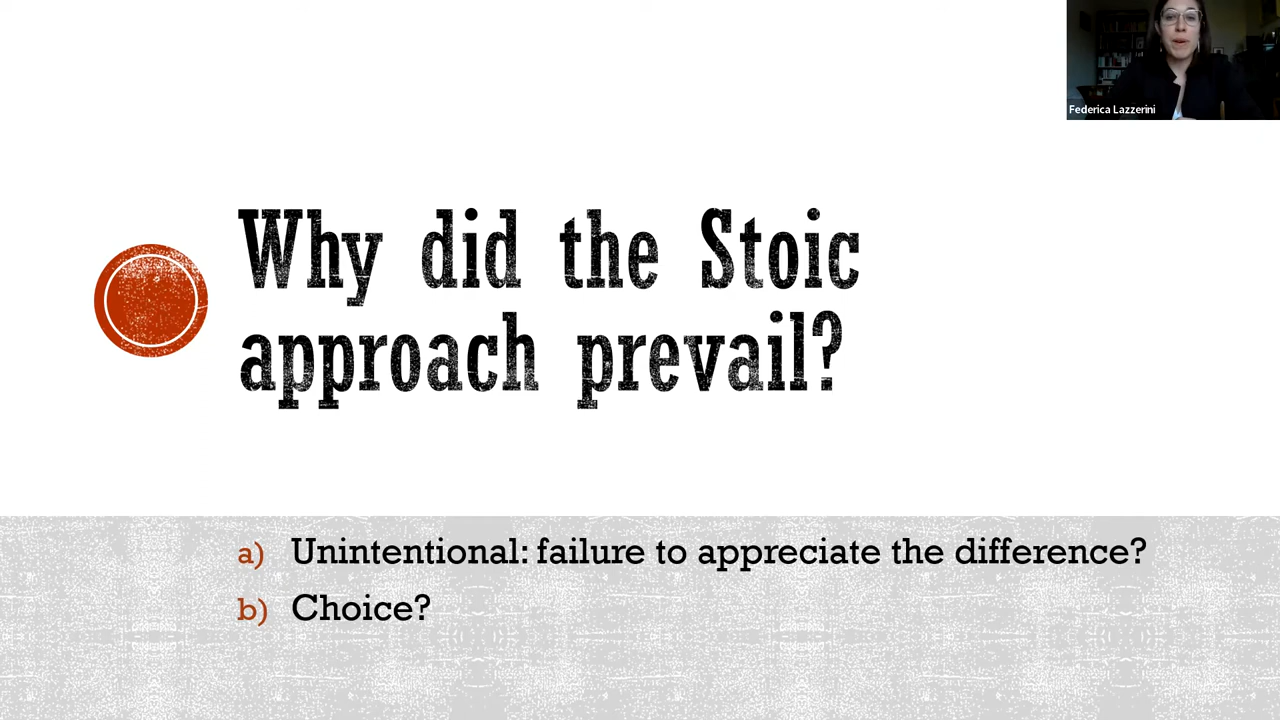 Federica Lazzerini
Why did the Stoic
approach prevail?
a) Unintentional: failure to appreciate the difference?
b) Choice?